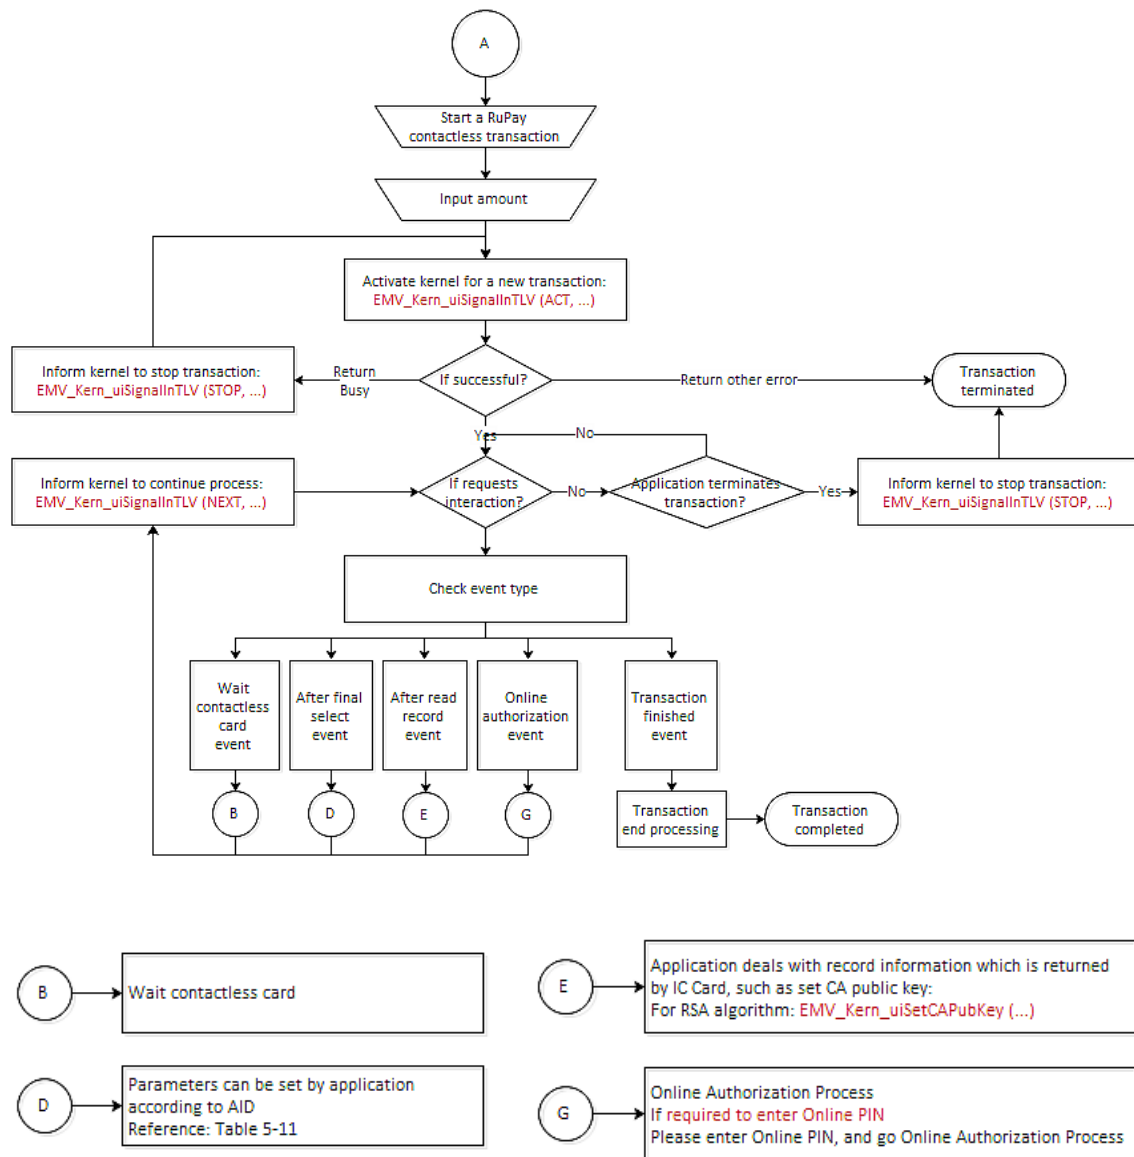 A
Start a RuPay
contactless transaction
Input amount
Activate kernel for a new transaction:
EMV_Kern_uiSignalInTLV (ACT, ...)
Inform kernel to stop transaction:
EMV_Kern_uiSignalInTLV (STOP, ...)
Return
Busy
If successful?
Return other error
Transaction
terminated
Yes
No
Inform kernel to continue process:
EMV_Kern_uiSignalInTLV (NEXT, ...)
If requests
interaction?
No
Application terminates
transaction?
Yes
Inform kernel to stop transaction:
EMV_Kern_uiSignalInTLV (STOP, ...)
Check event type
Wait
contactless
card
event
After final
select
event
After read
record
event
Online
authorization
event
Transaction
finished
event
B
D
E
G
Transaction
end processing
Transaction
completed
B
Wait contactless card
E
Application deals with record information which is returned
by IC Card, such as set CA public key:
For RSA algorithm: EMV_Kern_uiSetCAPubKey (...)
D
Parameters can be set by application
according to AID
Reference: Table 5-11
G
Online Authorization Process
If required to enter Online PIN
Please enter Online PIN, and go Online Authorization Process